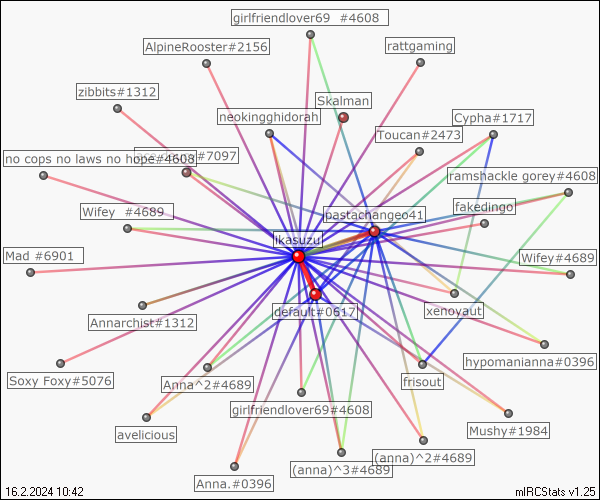 girlfriendlover69 #4608
AlpineRooster#2156
rattgaming
zibbits#1312
Skalman
neokingghidorah
Cypha#1717
Toucan#2473
no cops no laws no hope#4608
#7097
ramshackle gorey#4608
Wifey #4689
pastachangeo41
fakedingo
ikasuzu
Mad #6901
Wifey#4689
default#0617
xenoyaut
Annarchist#1312
hypomanianna#0396
Soxy Foxy#5076
Anna^2#4689
frisout
girlfriendlover69#4608
avelicious
Mushy#1984
(anna)^2#4689
(anna)^3#4689
Anna.#0396
16.2.2024 10:42
mIRCStats v1.25